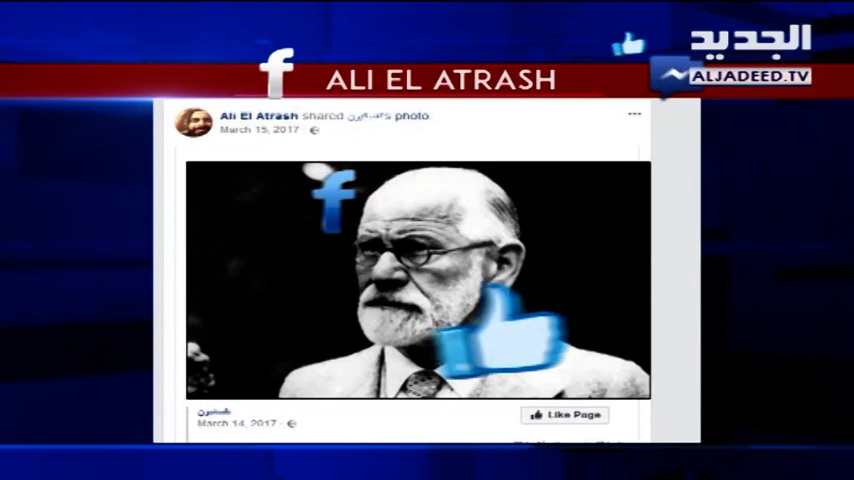 الجديد
ALI EL ATRASH
ALJADEED.TV
Ali El Atrash shared 's photo
March 15, 2017
March 14, 2017
Like Page